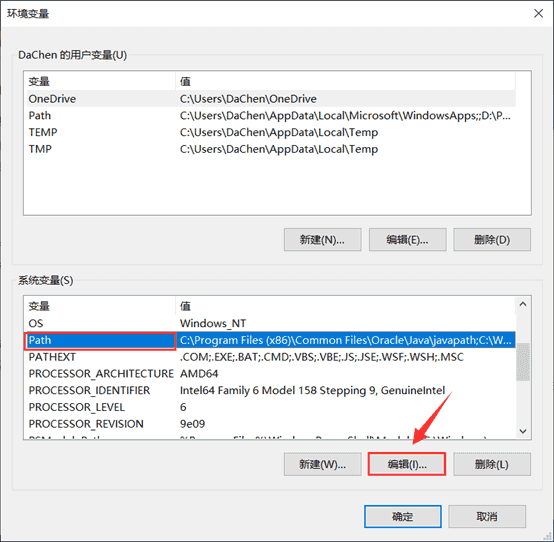 环境变量
DaChen 的用户变量(U)
变量 值
OneDrive C:\Users\DaChen\OneDrive
Path C:\Users\DaChen\AppData\Local\Microsoft\WindowsApps;;D:\P...
TEMP C:\Users\DaChen\AppData\Local\Temp
TMP C:\Users\DaChen\AppData\Local\Temp
新建(N)... 编辑(E)... 删除(D)
系统变量(S)
变量 值
OS Windows_NT
Path C:\Program Files (x86)\Common Files\Oracle\Java\javapath;C:\W...
PATHEXT .COM;.EXE;.BAT;.CMD;.VBS;.VBE;.JS;.JSE;.WSF;.WSH;.MSC
PROCESSOR_ARCHITECTURE AMD64
PROCESSOR_IDENTIFIER Intel64 Family 6 Model 158 Stepping 9, GenuineIntel
PROCESSOR_LEVEL 6
PROCESSOR_REVISION 9e09
新建(W)... 编辑(I)... 删除(L)
确定 取消